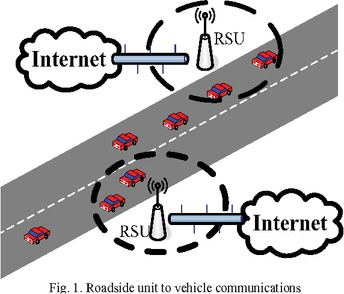 Internet
RSU
RSU
Internet
Fig. 1. Roadside unit to vehicle communications